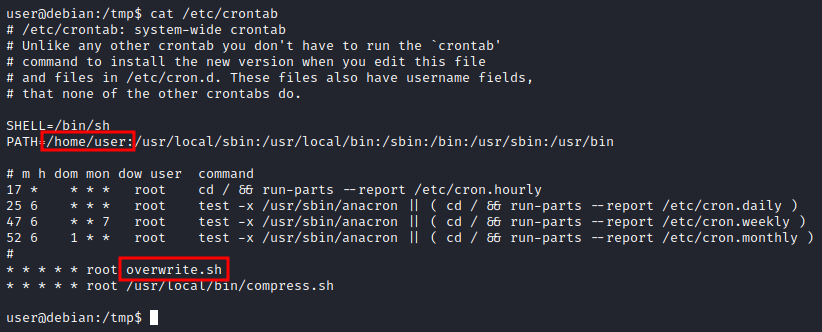 user@debian:/tmp$ cat /etc/crontab
# /etc/crontab: system-wide crontab
# Unlike any other crontab you don't have to run the `crontab'
# command to install the new version when you edit this file
# and files in /etc/cron.d. These files also have username fields,
# that none of the other crontabs do.

SHELL=/bin/sh
PATH=/home/user:/usr/local/sbin:/usr/local/bin:/sbin:/bin:/usr/sbin:/usr/bin

# m h dom mon dow user  command
17 *    * * *   root    cd / && run-parts --report /etc/cron.hourly
25 6    * * *   root    test -x /usr/sbin/anacron || ( cd / && run-parts --report /etc/cron.daily )
47 6    * * 7   root    test -x /usr/sbin/anacron || ( cd / && run-parts --report /etc/cron.weekly )
52 6    1 * *   root    test -x /usr/sbin/anacron || ( cd / && run-parts --report /etc/cron.monthly )
#
* * * * * root overwrite.sh
* * * * * root /usr/local/bin/compress.sh

user@debian:/tmp$